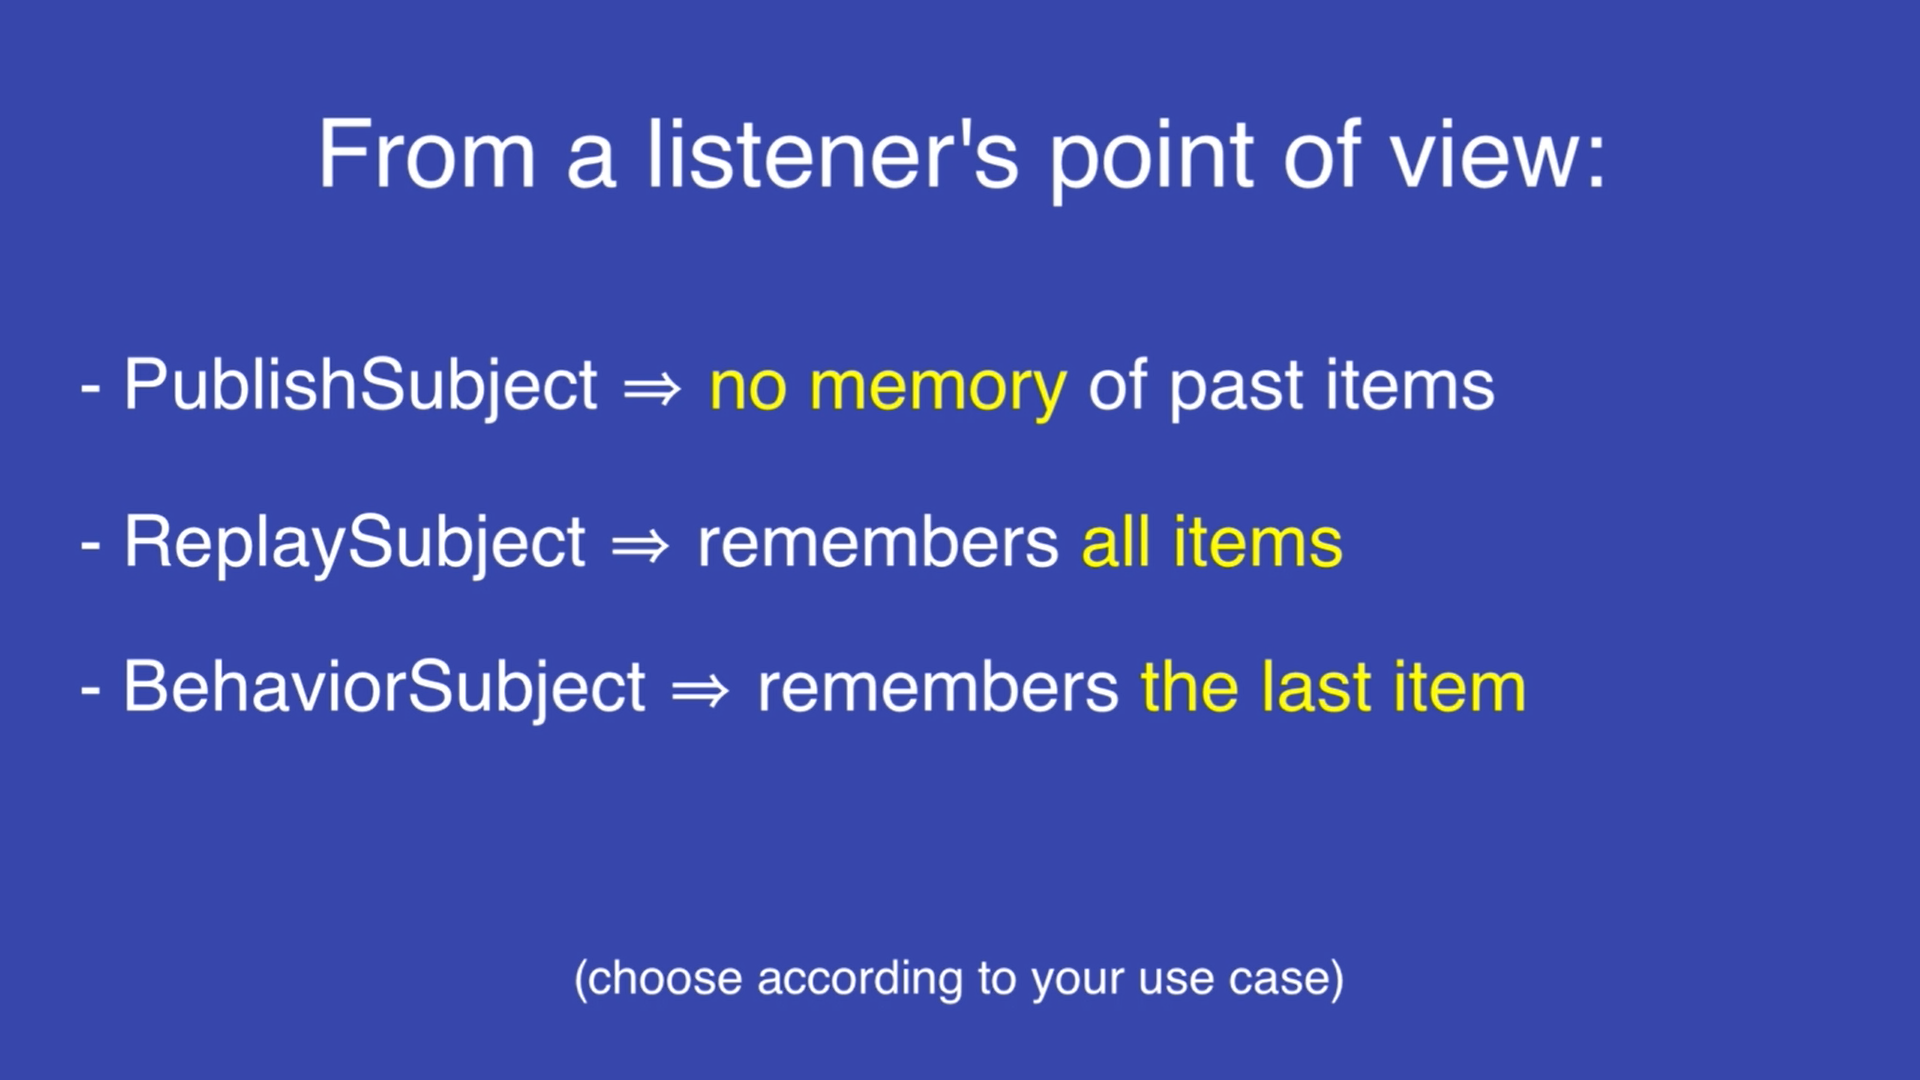 From a listener's point of view:
- PublishSubject ⇒ no memory of past items
- ReplaySubject ⇒ remembers all items
- BehaviorSubject ⇒ remembers the last item
(choose according to your use case)